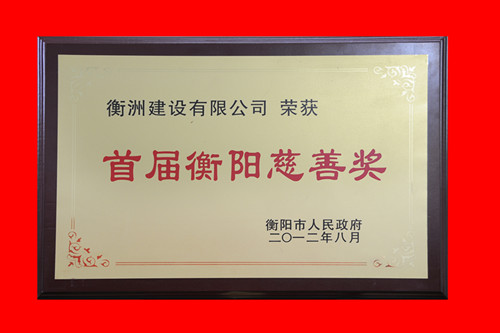 衡洲建设有限公司 荣获
首届衡阳慈善奖
衡阳市人民政府
二〇一二年八月